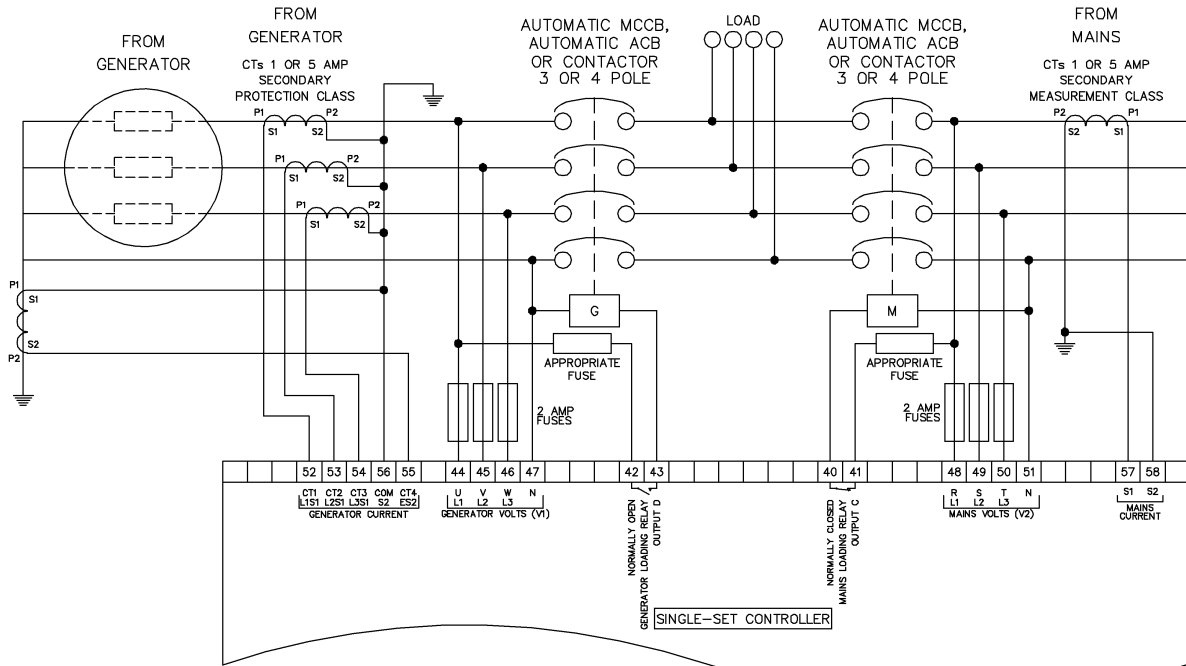 FROM
GENERATOR
FROM
GENERATOR
CTs 1 OR 5 AMP
SECONDARY
PROTECTION CLASS
AUTOMATIC MCCB,
AUTOMATIC ACB
OR CONTACTOR
3 OR 4 POLE
LOAD
AUTOMATIC MCCB,
AUTOMATIC ACB
OR CONTACTOR
3 OR 4 POLE
FROM
MAINS
CTs 1 OR 5 AMP
SECONDARY
MEASUREMENT CLASS
P1 P2
S1 S2
P1 P2
S1 S2
P1 P2
S1 S2
P2 P1
S2 S1
P1
S1
S2
P2
G
M
APPROPRIATE
FUSE
APPROPRIATE
FUSE
2 AMP
FUSES
2 AMP
FUSES
52 53 54 56 55 44 45 46 47 42 43 40 41 48 49 50 51 57 58
CT1 CT2 CT3 COM CT4
L1S1 L2S1 L3S1 S2 ES2
GENERATOR CURRENT
U V W N
L1 L2 L3
GENERATOR VOLTS (V1)
NORMALLY OPEN
GENERATOR LOADING RELAY
OUTPUT D
NORMALLY CLOSED
MAINS LOADING RELAY
OUTPUT C
R S T N
L1 L2 L3
MAINS VOLTS (V2)
S1 S2
MAINS
CURRENT
SINGLE-SET CONTROLLER